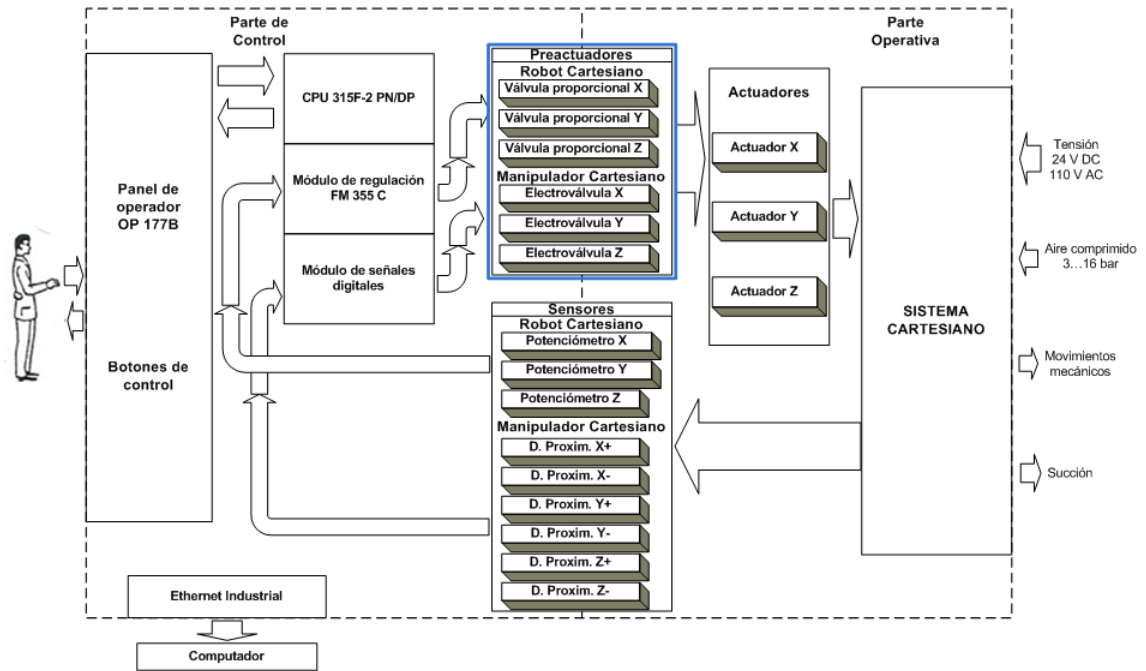 Parte de
Control
Parte
Operativa
Panel de
operador
OP 177B
Botones de
control
CPU 315F-2 PN/DP
Módulo de regulación
FM 355 C
Módulo de señales
digitales
Preactuadores
Robot Cartesiano
Válvula proporcional X
Válvula proporcional Y
Válvula proporcional Z
Manipulador Cartesiano
Electroválvula X
Electroválvula Y
Electroválvula Z
Actuadores
Actuador X
Actuador Y
Actuador Z
Sensores
Robot Cartesiano
Potenciómetro X
Potenciómetro Y
Potenciómetro Z
Manipulador Cartesiano
D. Proxim. X+
D. Proxim. X-
D. Proxim. Y+
D. Proxim. Y-
D. Proxim. Z+
D. Proxim. Z-
SISTEMA
CARTESIANO
Tensión
24 V DC
110 V AC
Aire comprimido
3...16 bar
Movimientos
mecánicos
Succión
Ethernet Industrial
Computador